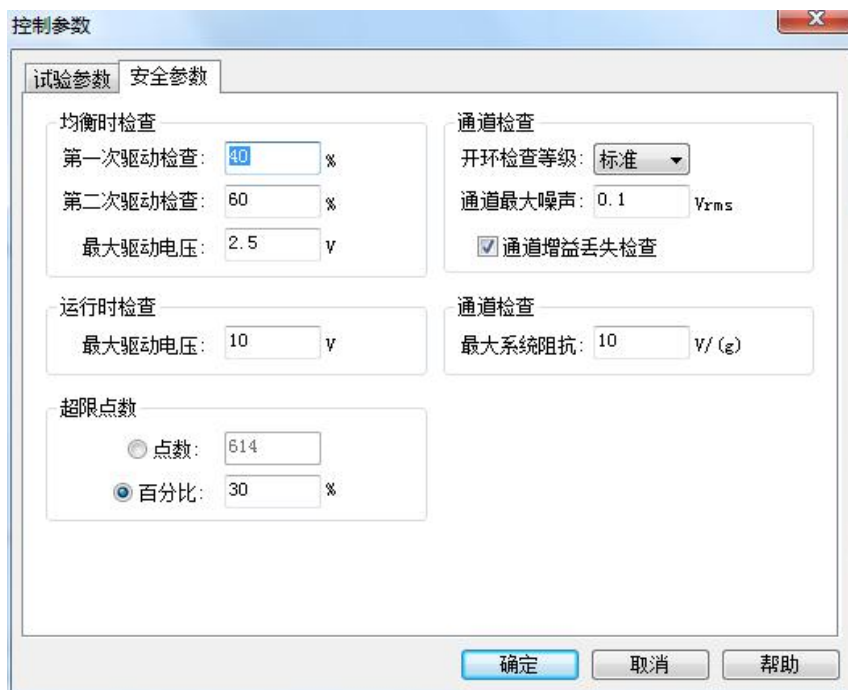 控制参数
试验参数 安全参数
均衡时检查
第一次驱动检查: 40 %
第二次驱动检查: 60 %
最大驱动电压: 2.5 V
通道检查
开环检查等级: 标准
通道最大噪声: 0.1 Vrms
通道增益丢失检查
运行时检查
最大驱动电压: 10 V
通道检查
最大系统阻抗: 10 V/(g)
超限点数
点数: 614
百分比: 30 %
确定 取消 帮助